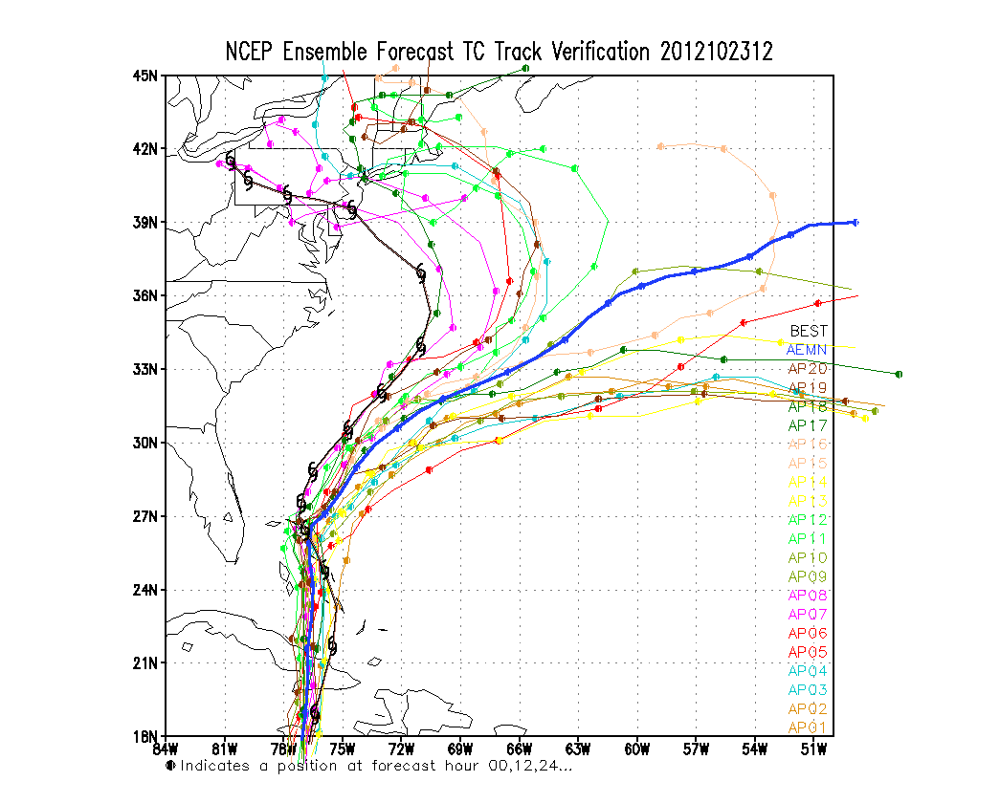 NCEP Ensemble Forecast TC Track Verification 2012102312
45N
42N
39N
36N
33N
30N
27N
24N
21N
18N
BEST
AEMN
AP20
AP19
AP18
AP17
AP16
AP15
AP14
AP13
AP12
AP11
AP10
AP09
AP08
AP07
AP06
AP05
AP04
AP03
AP02
AP01
84W 81W 78W 75W 72W 69W 66W 63W 60W 57W 54W 51W
Indicates a position at forecast hour 00,12,24...